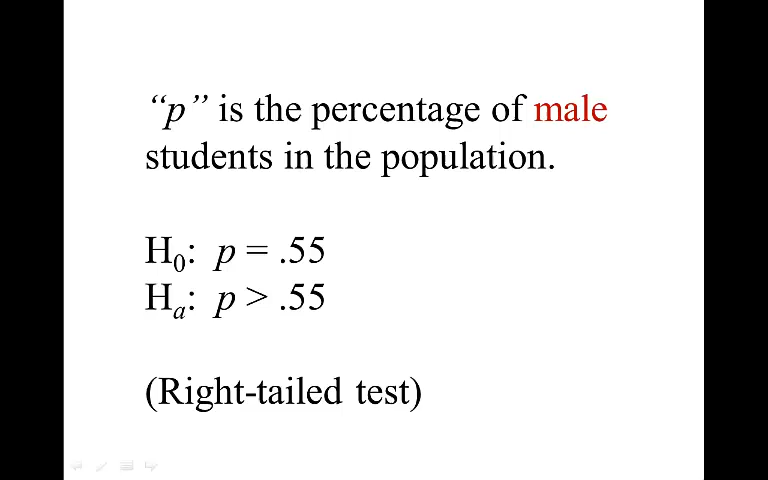 “p” is the percentage of male
students in the population.
H₀: p = .55
Hₐ: p > .55
(Right-tailed test)